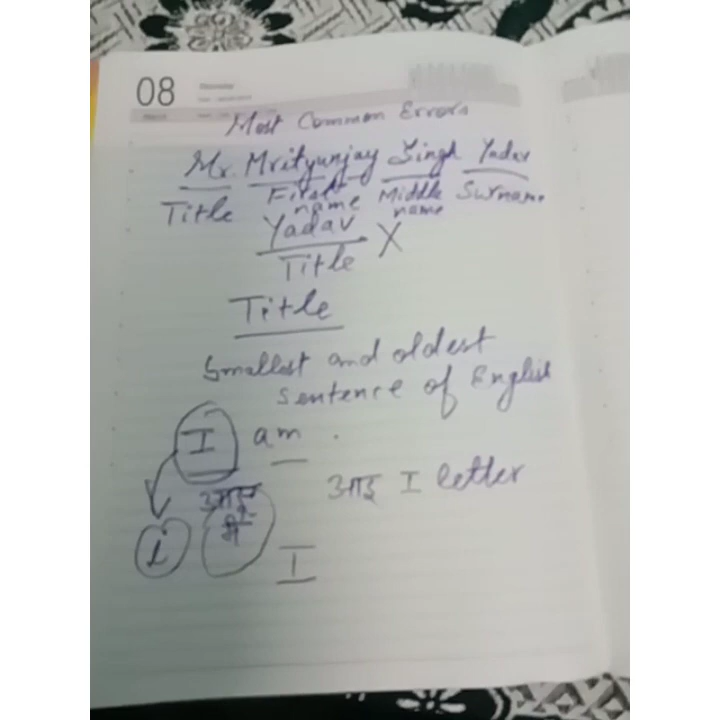 08 Thursday
Most Common Errors
Mr. Mrityunjay Singh Yadav
Title First name Middle name Surname
Yadav X
Title
Title
Smallest and oldest
sentence of English
I am .
आइ I letter
मैं
i
I